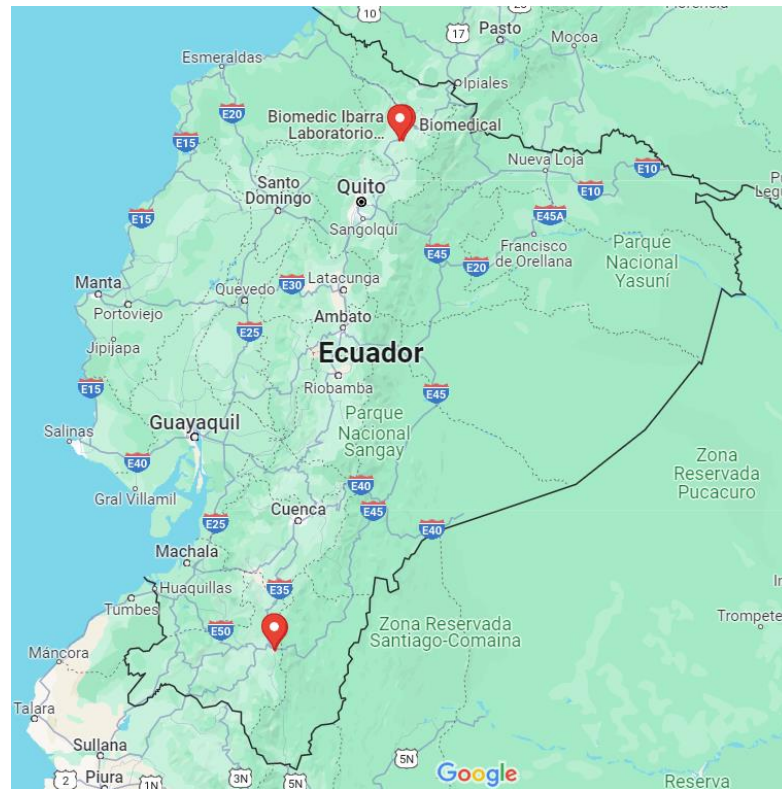 10
25
Florencia
17
Pasto
Mocoa
Esmeraldas
Ipiales
E20
Biomedic Ibarra
Laboratorio...
Biomedical
E15
Nueva Loja
E10
E10
Santo
Domingo
Quito
E15
Sangolquí
E45A
E45
Francisco
de Orellana
Parque
Nacional
Yasuní
E20
Manta
Latacunga
E30
Quevedo
Portoviejo
Ambato
E25
Jipijapa
Ecuador
E15
Riobamba
E45
Parque
Nacional
Sangay
Guayaquil
Salinas
E40
Zona
Reservada
Pucacuro
Gral Villamil
E40
E45
Cuenca
E25
E40
Machala
Huaquillas
E35
Tumbes
E50
Zona Reservada
Santiago-Comaina
Trompete
Máncora
Talara
Sullana
5N
2
Piura
1N
3N
5N
Google
Reserva